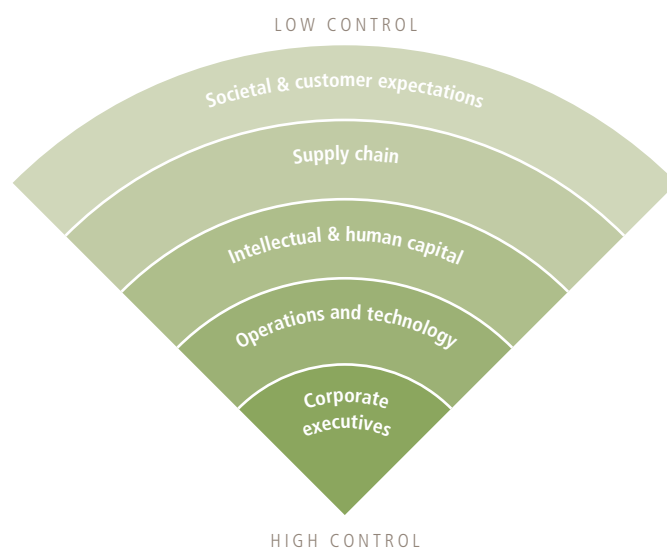 LOW CONTROL
Societal & customer expectations
Supply chain
Intellectual & human capital
Operations and technology
Corporate
executives
HIGH CONTROL